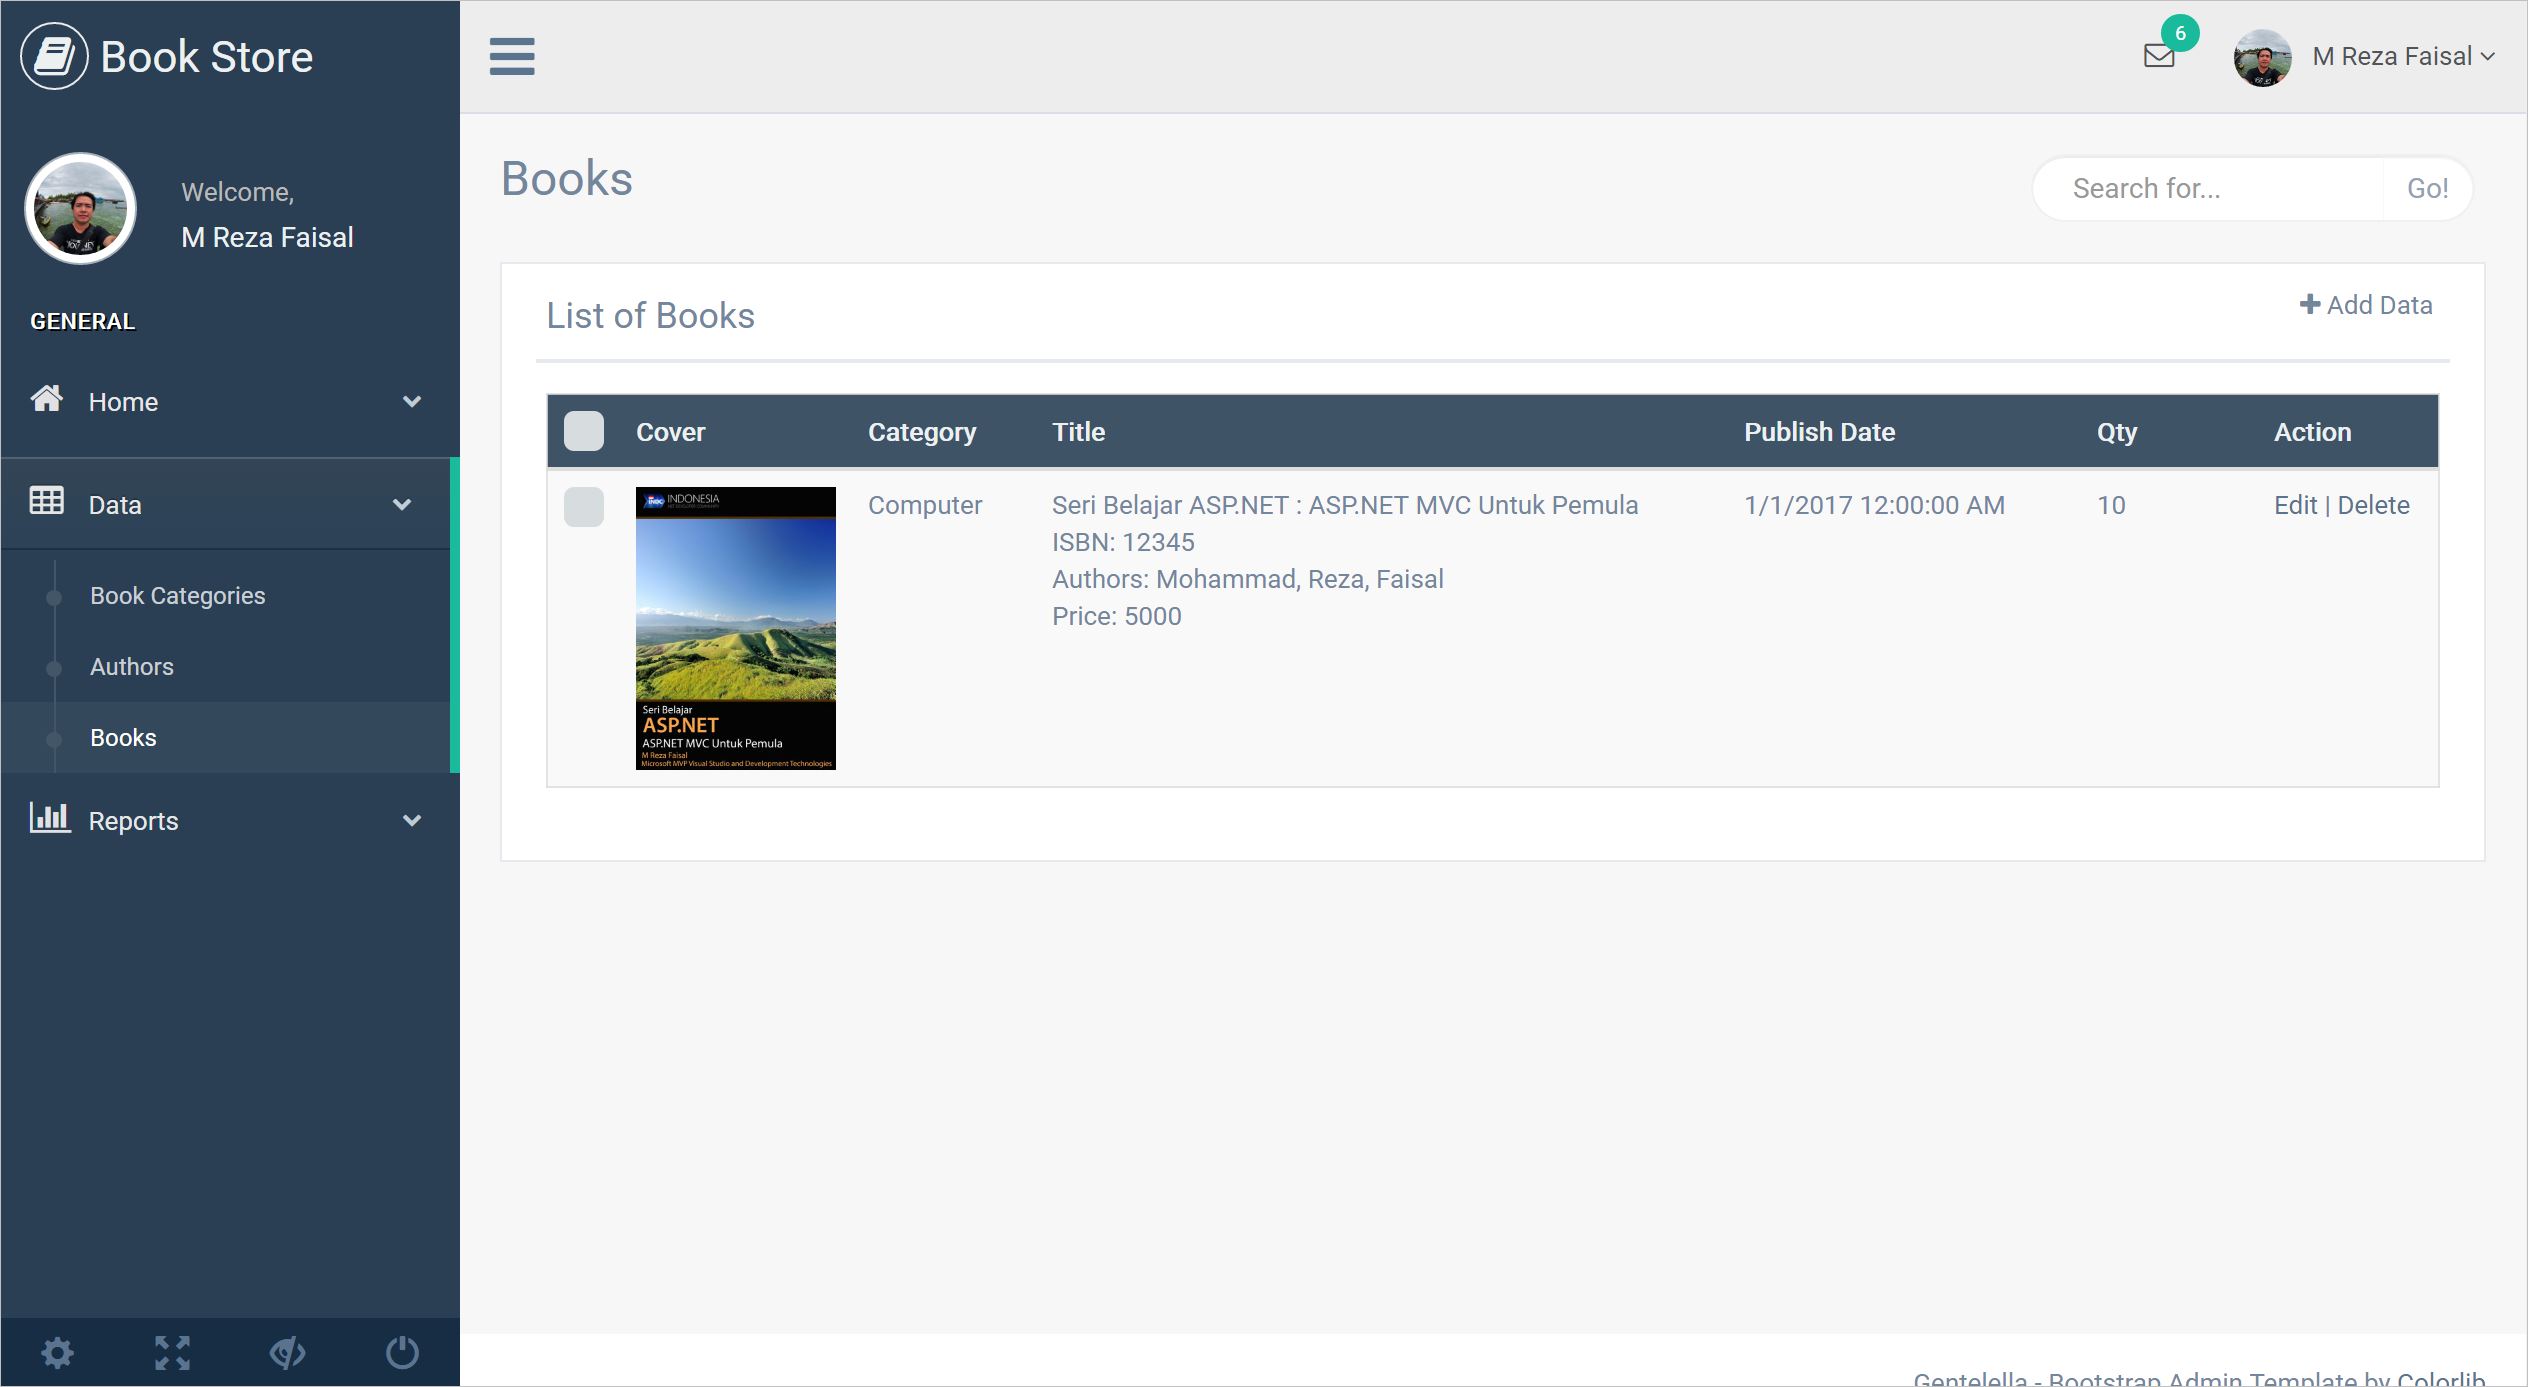 Book Store
6
M Reza Faisal
Welcome,
M Reza Faisal
Books
Search for...
Go!
GENERAL
List of Books
Add Data
Home
Cover Category Title Publish Date Qty Action
Data
Computer
Seri Belajar ASP.NET : ASP.NET MVC Untuk Pemula
ISBN: 12345
Authors: Mohammad, Reza, Faisal
Price: 5000
1/1/2017 12:00:00 AM
10
Edit | Delete
INDONESIA
.NET DEVELOPER COMMUNITY
Seri Belajar
ASP.NET
ASP.NET MVC Untuk Pemula
M Reza Faisal
Microsoft MVP Visual Studio and Development Technologies
Book Categories
Authors
Books
Reports
Gentelella - Bootstrap Admin Template by Colorlib